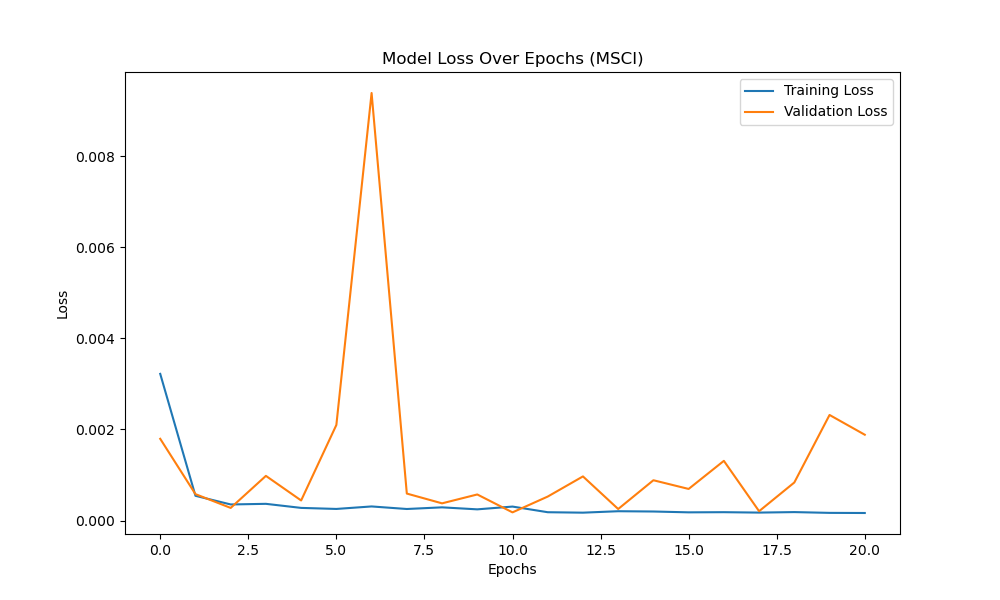 Model Loss Over Epochs (MSCI)
Training Loss
Validation Loss
0.008
0.006
0.004
0.002
0.000
Loss
0.0 2.5 5.0 7.5 10.0 12.5 15.0 17.5 20.0
Epochs